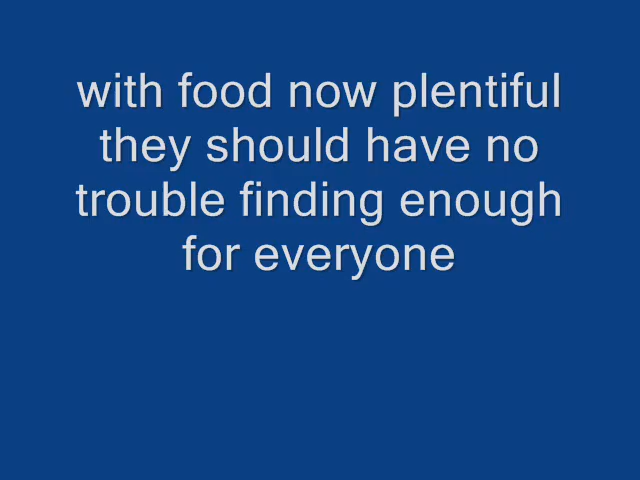 with food now plentiful
they should have no
trouble finding enough
for everyone